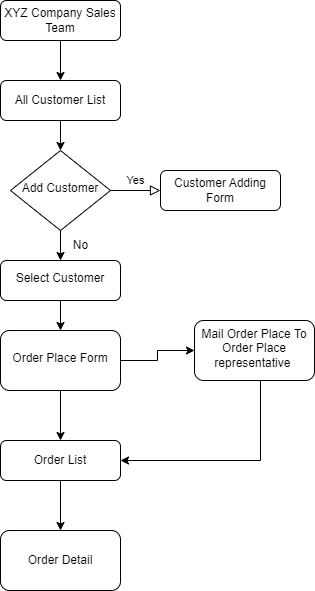 XYZ Company Sales
Team
All Customer List
Add Customer
Yes
Customer Adding
Form
No
Select Customer
Order Place Form
Mail Order Place To
Order Place
representative
Order List
Order Detail